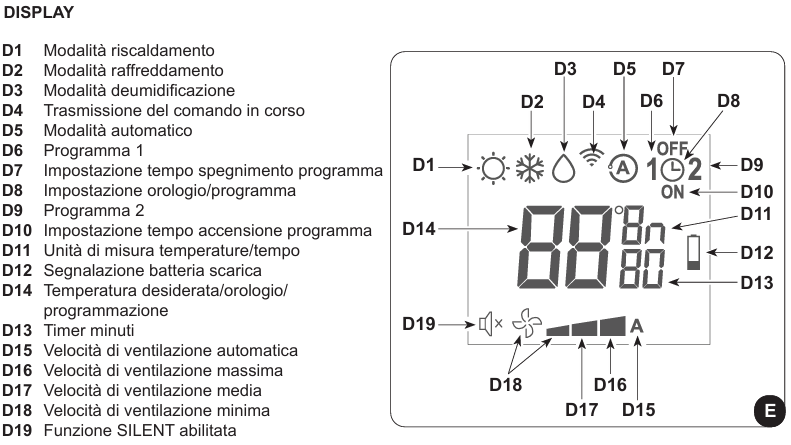 DISPLAY
D1 Modalità riscaldamento
D2 Modalità raffreddamento
D3 Modalità deumidificazione
D4 Trasmissione del comando in corso
D5 Modalità automatico
D6 Programma 1
D7 Impostazione tempo spegnimento programma
D8 Impostazione orologio/programma
D9 Programma 2
D10 Impostazione tempo accensione programma
D11 Unità di misura temperature/tempo
D12 Segnalazione batteria scarica
D14 Temperatura desiderata/orologio/
programmazione
D13 Timer minuti
D15 Velocità di ventilazione automatica
D16 Velocità di ventilazione massima
D17 Velocità di ventilazione media
D18 Velocità di ventilazione minima
D19 Funzione SILENT abilitata
D3 D5 D7
D2 D4 D6 D8
OFF
D1 A 1 2 D9
ON D10
D14 88 °8n D11
D12
80 D13
D19 A
D18 D16
D17 D15
E